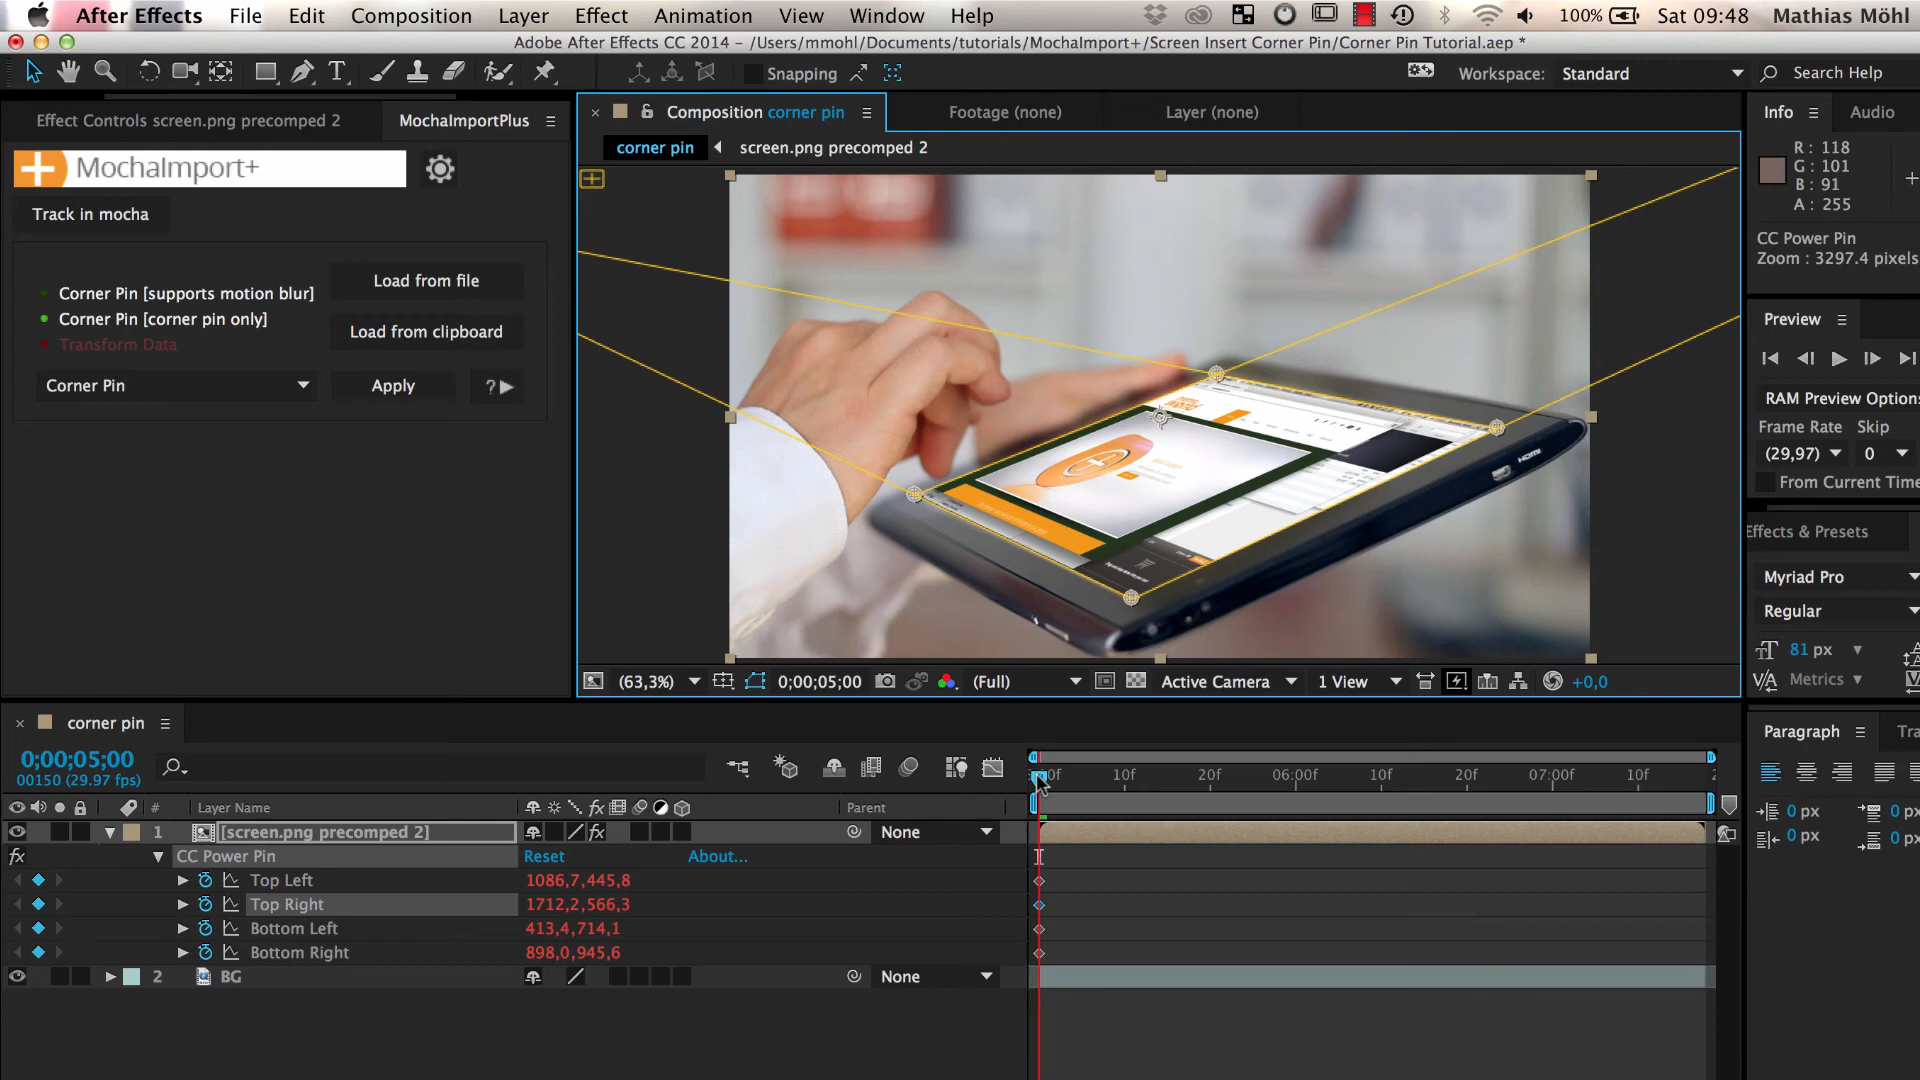 After Effects File Edit Composition Layer Effect Animation View Window Help 100% Sat 09:48 Mathias Möhl
Adobe After Effects CC 2014 - /Users/mmohl/Documents/tutorials/MochaImport+/Screen Insert Corner Pin/Corner Pin Tutorial.aep *
Snapping Workspace: Standard Search Help
Effect Controls screen.png precomped 2 MochaImportPlus
MochaImport+
Track in mocha
Corner Pin [supports motion blur]
Corner Pin [corner pin only]
Transform Data
Load from file
Load from clipboard
Corner Pin Apply ?
Composition corner pin Footage (none) Layer (none)
corner pin screen.png precomped 2
HDMI
(63,3%) 0;00;05;00 (Full) Active Camera 1 View +0,0
Info Audio
R : 118
G : 101
B : 91
A : 255
CC Power Pin
Zoom : 3297.4 pixels
Preview
RAM Preview Options
Frame Rate Skip
(29,97) 0
From Current Time
Effects & Presets
Myriad Pro
Regular
81 px
Metrics
Paragraph Tra
0 px 0 px
0 px 0 px
corner pin
0;00;05;00
00150 (29.97 fps)
10f 20f 06:00f 10f 20f 07:00f 10f
# Layer Name fx Parent
1 [screen.png precomped 2] fx None
fx CC Power Pin Reset About...
Top Left 1086,7,445,8
Top Right 1712,2,566,3
Bottom Left 413,4,714,1
Bottom Right 898,0,945,6
2 BG None